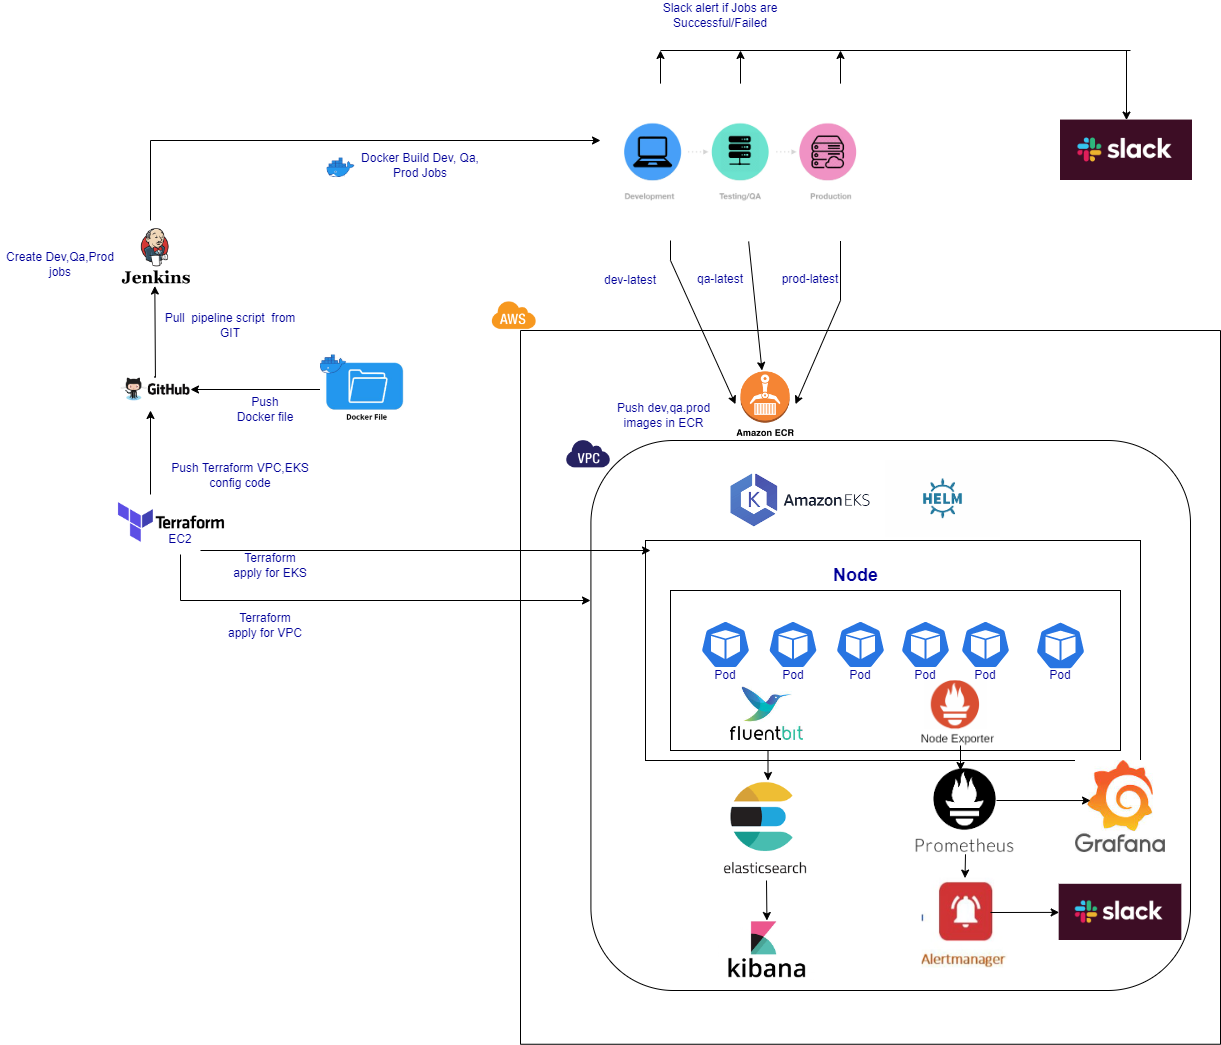 Slack alert if Jobs are
Successful/Failed
slack
Docker Build Dev, Qa,
Prod Jobs
Development
Testing/QA
Production
Create Dev,Qa,Prod
jobs
Jenkins
dev-latest
qa-latest
prod-latest
Pull pipeline script from
GIT
AWS
GitHub
Push
Docker file
Docker File
Push dev,qa.prod
images in ECR
Amazon ECR
VPC
Push Terraform VPC,EKS
config code
Amazon EKS
HELM
Terraform
EC2
Terraform
apply for EKS
Node
Terraform
apply for VPC
Pod
Pod
Pod
Pod
Pod
Pod
fluentbit
Node Exporter
Prometheus
Grafana
elasticsearch
slack
Alertmanager
kibana